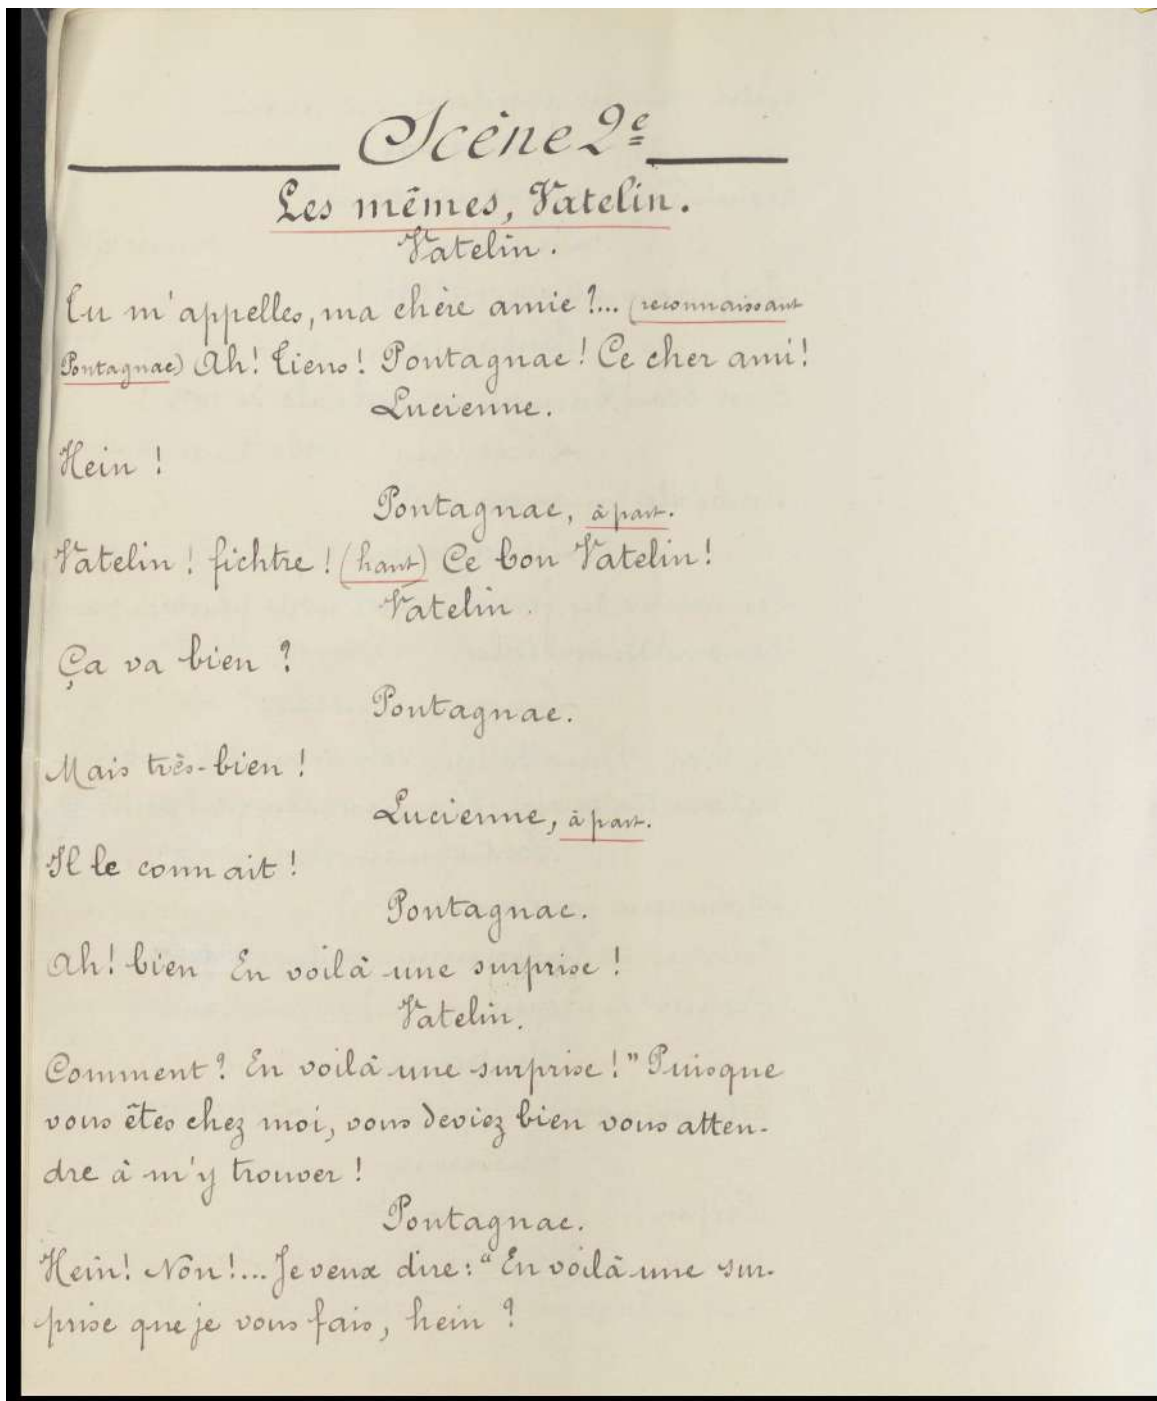 Scène 2e
Les mêmes, Vatelin.
Vatelin.
Tu m'appelles, ma chère amie ?... (reconnaissant
Pontagnac) Ah! tiens! Pontagnac! Ce cher ami!
Lucienne.
Hein !
Pontagnac, à part.
Vatelin! fichtre! (haut) Ce bon Vatelin!
Vatelin.
Ça va bien ?
Pontagnac.
Mais très-bien !
Lucienne, à part.
Il le connait !
Pontagnac.
Ah! bien En voilà une surprise !
Vatelin.
Comment? En voilà une surprise!" Puisque
vous êtes chez moi, vous deviez bien vous atten-
dre à m'y trouver !
Pontagnac.
Hein! Non!... Je veux dire: "En voilà une sur-
prise que je vous fais, hein ?